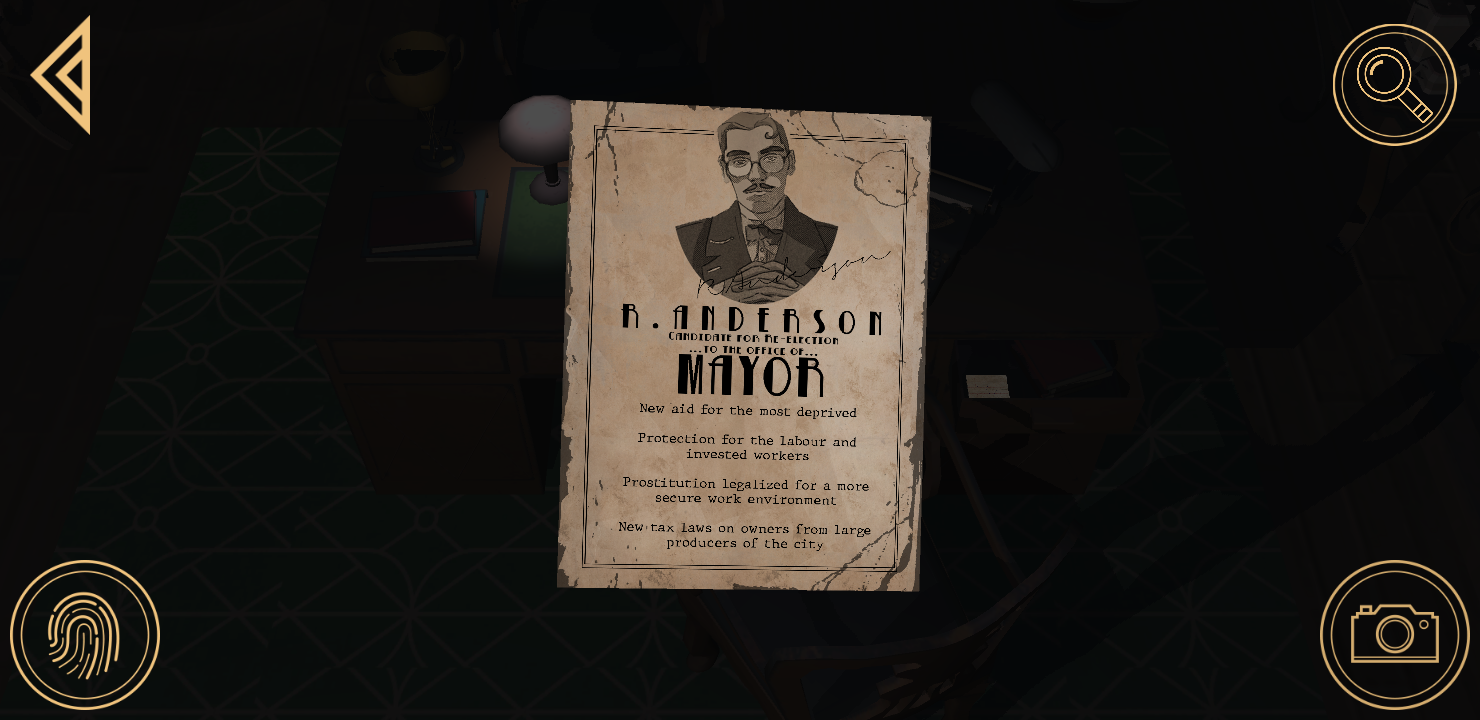 R. Anderson
R. ANDERSON
CANDIDATE FOR RE-ELECTION
...TO THE OFFICE OF...
MAYOR
New aid for the most deprived
Protection for the labour and
invested workers
Prostitution legalized for a more
secure work environment
New tax laws on owners from large
producers of the city